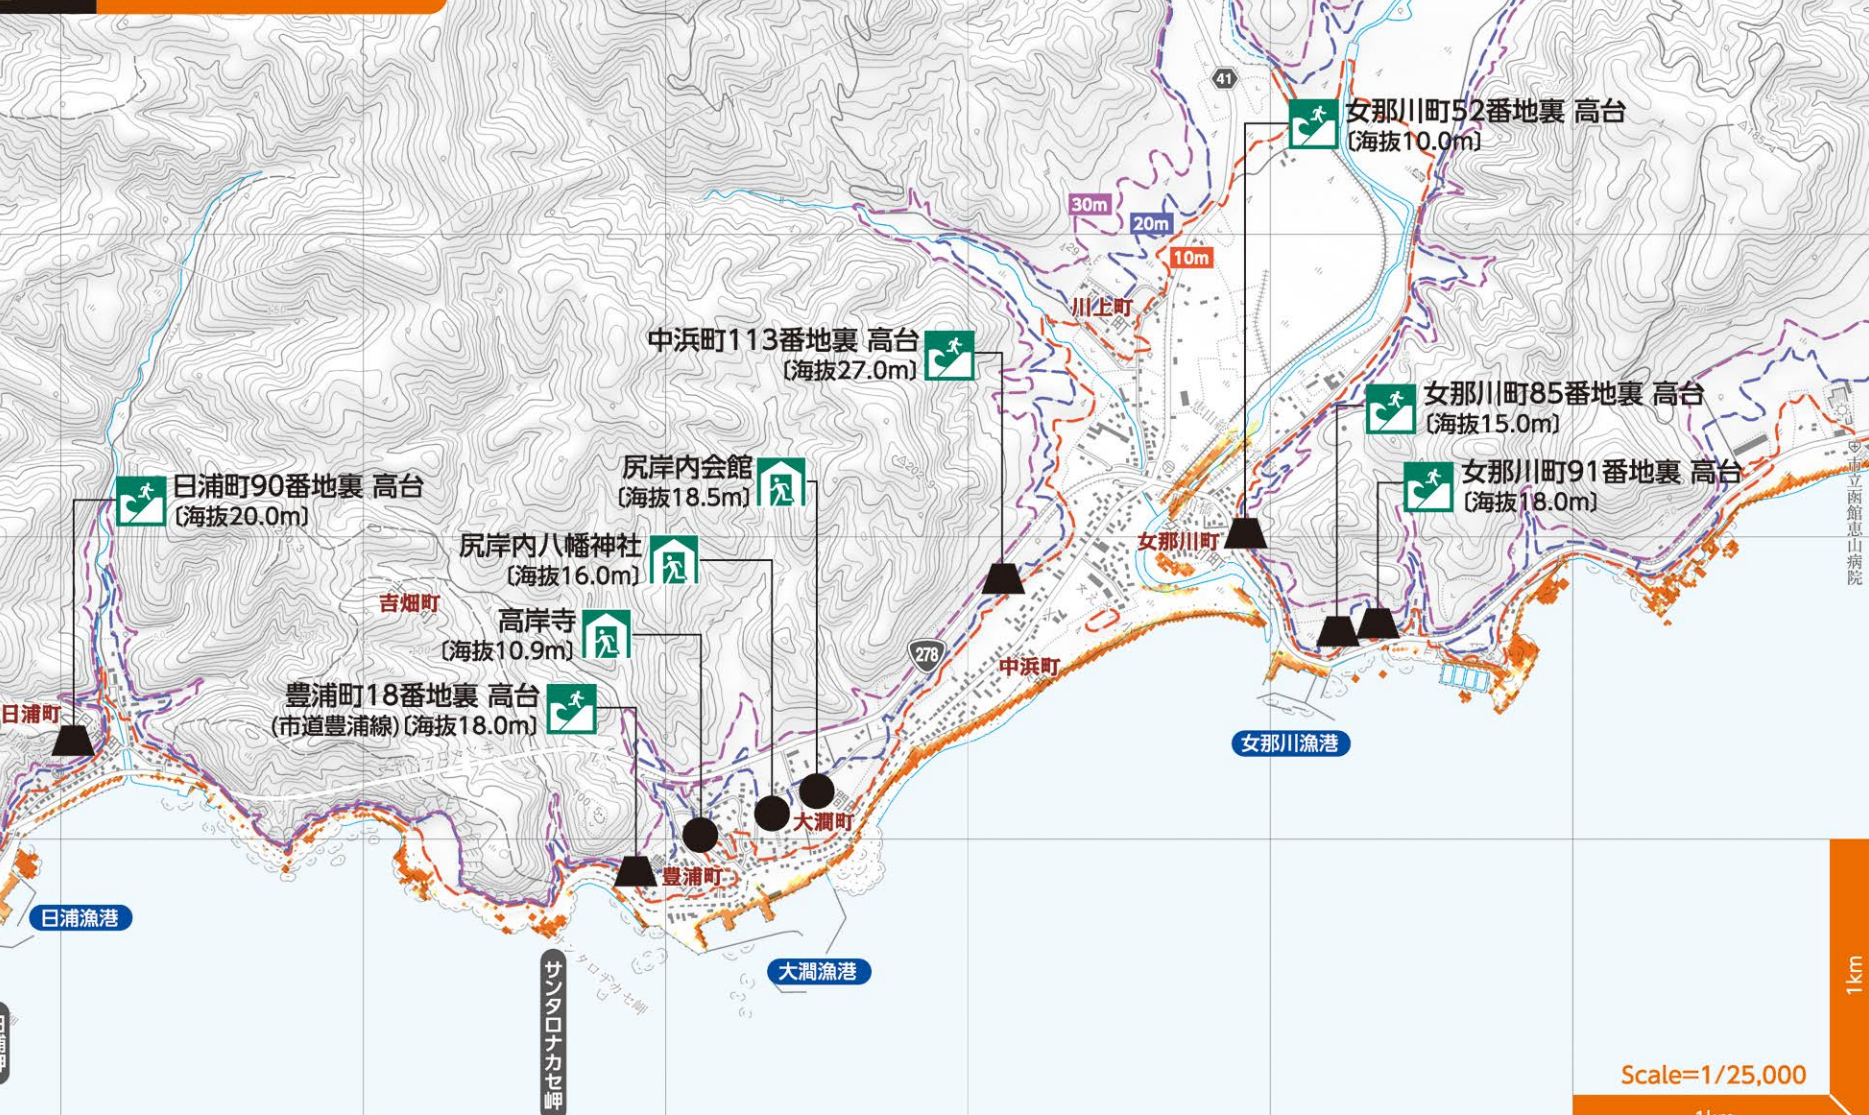 41
女那川町52番地裏 高台
〔海抜10.0m〕
30m
20m
10m
川上町
中浜町113番地裏 高台
〔海抜27.0m〕
女那川町85番地裏 高台
〔海抜15.0m〕
女那川町91番地裏 高台
〔海抜18.0m〕
市立函館恵山病院
日浦町90番地裏 高台
〔海抜20.0m〕
尻岸内会館
〔海抜18.5m〕
尻岸内八幡神社
〔海抜16.0m〕
女那川町
吉畑町
高岸寺
〔海抜10.9m〕
278
中浜町
豊浦町18番地裏 高台
(市道豊浦線)〔海抜18.0m〕
日浦町
女那川漁港
大澗町
豊浦町
日浦漁港
大澗漁港
サンタロナカセ岬
日浦岬
1km
Scale=1/25,000
1km